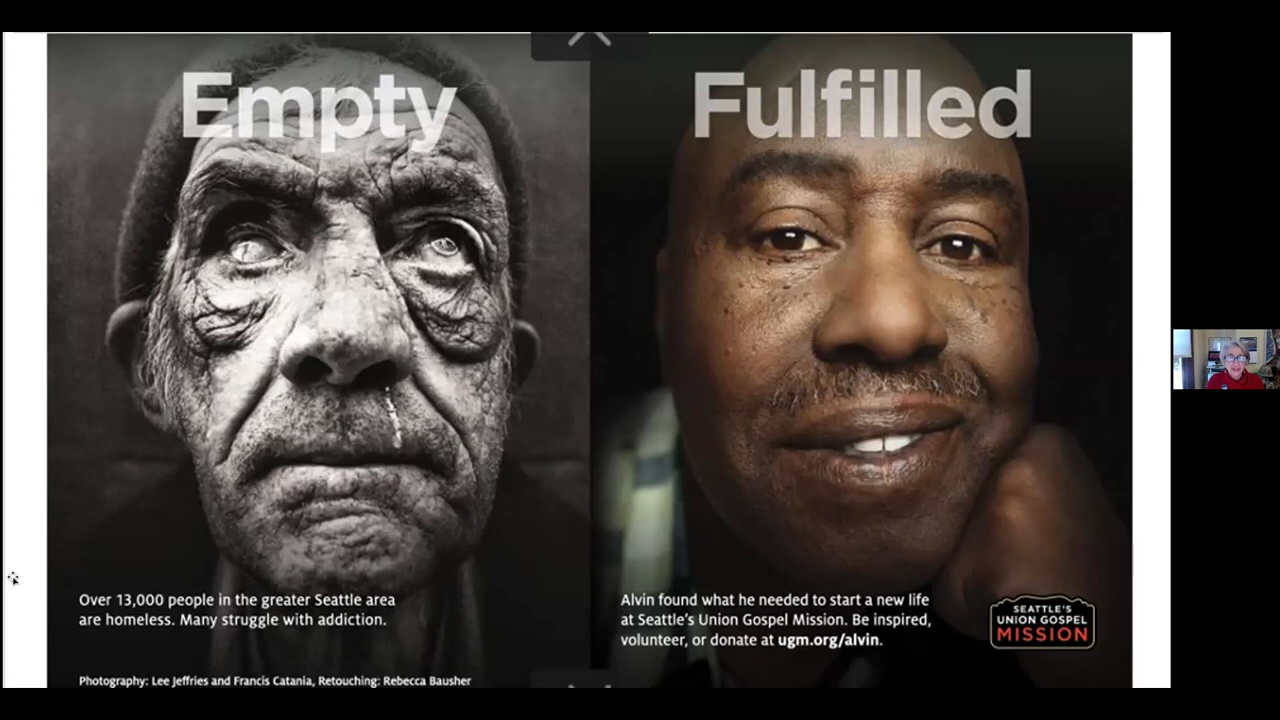 Empty
Fulfilled
Over 13,000 people in the greater Seattle area
are homeless. Many struggle with addiction.
Photography: Lee Jeffries and Francis Catania, Retouching: Rebecca Bausher
Alvin found what he needed to start a new life
at Seattle's Union Gospel Mission. Be inspired,
volunteer, or donate at ugm.org/alvin.
SEATTLE'S
UNION GOSPEL
MISSION